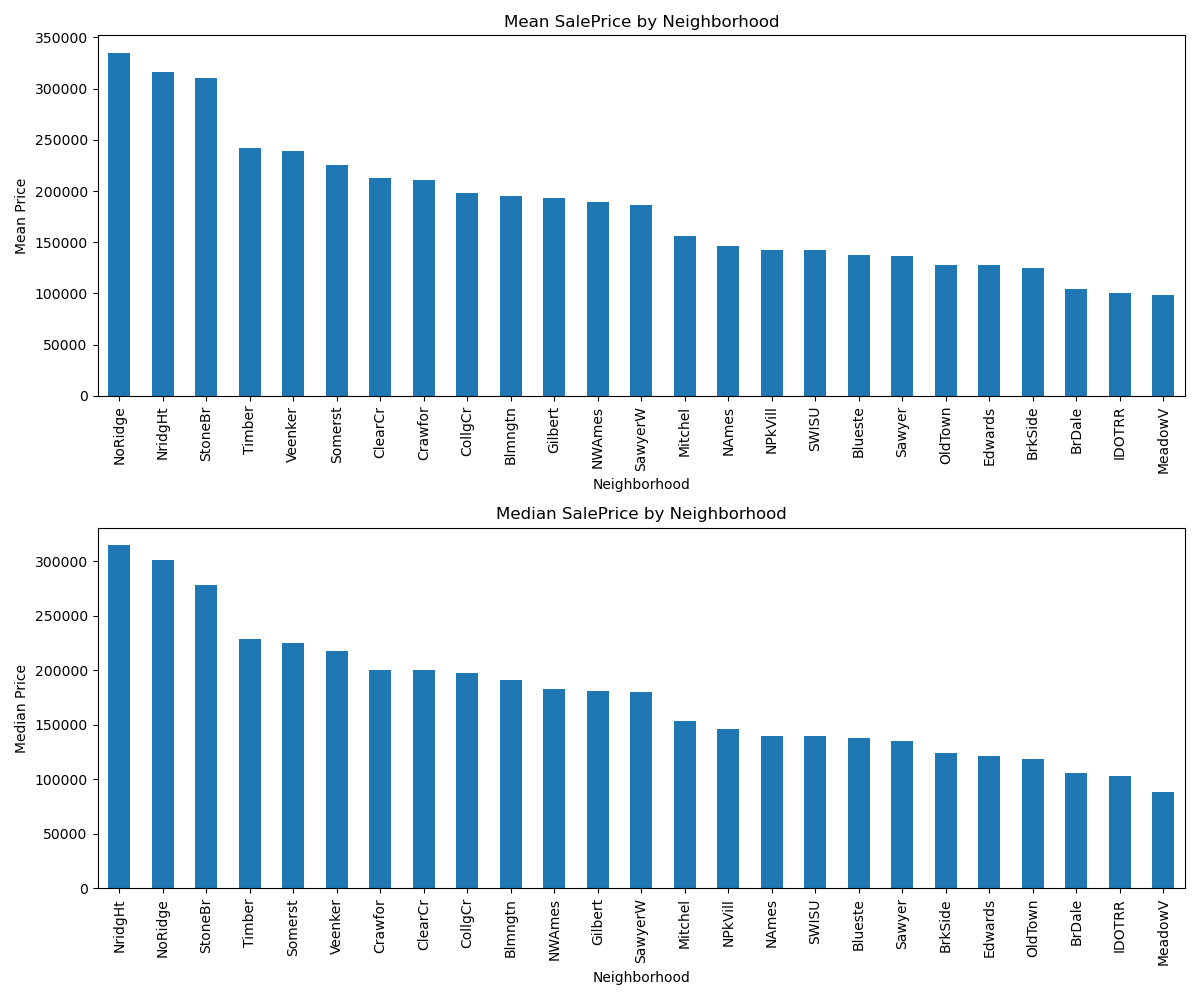 Mean SalePrice by Neighborhood
350000
300000
250000
200000
150000
100000
50000
0
Mean Price
NoRidge
NridgHt
StoneBr
Timber
Veenker
Somerst
ClearCr
Crawfor
CollgCr
Blmngtn
Gilbert
NWAmes
SawyerW
Mitchel
NAmes
NPkVill
SWISU
Blueste
Sawyer
OldTown
Edwards
BrkSide
BrDale
IDOTRR
MeadowV
Neighborhood
Median SalePrice by Neighborhood
300000
250000
200000
150000
100000
50000
0
Median Price
NridgHt
NoRidge
StoneBr
Timber
Somerst
Veenker
Crawfor
ClearCr
CollgCr
Blmngtn
NWAmes
Gilbert
SawyerW
Mitchel
NPkVill
NAmes
SWISU
Blueste
Sawyer
BrkSide
Edwards
OldTown
BrDale
IDOTRR
MeadowV
Neighborhood